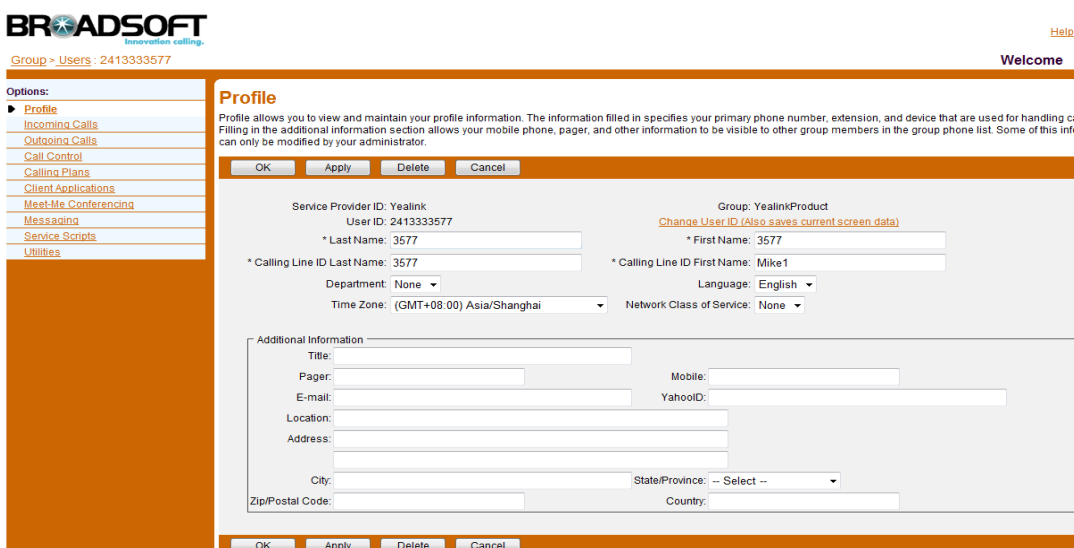 BROADSOFT
Innovation calling.
Help
Group > Users : 2413333577
Welcome
Options:
Profile
Incoming Calls
Outgoing Calls
Call Control
Calling Plans
Client Applications
Meet-Me Conferencing
Messaging
Service Scripts
Utilities
Profile
Profile allows you to view and maintain your profile information. The information filled in specifies your primary phone number, extension, and device that are used for handling
Filling in the additional information section allows your mobile phone, pager, and other information to be visible to other group members in the group phone list. Some of this
can only be modified by your administrator.
OK Apply Delete Cancel
Service Provider ID: Yealink Group: YealinkProduct
User ID: 2413333577 Change User ID (Also saves current screen data)
* Last Name: 3577 * First Name: 3577
* Calling Line ID Last Name: 3577 * Calling Line ID First Name: Mike1
Department: None Language: English
Time Zone: (GMT+08:00) Asia/Shanghai Network Class of Service: None
Additional Information
Title:
Pager: Mobile:
E-mail: YahooID:
Location:
Address:
City: State/Province: -- Select --
Zip/Postal Code: Country:
OK Apply Delete Cancel